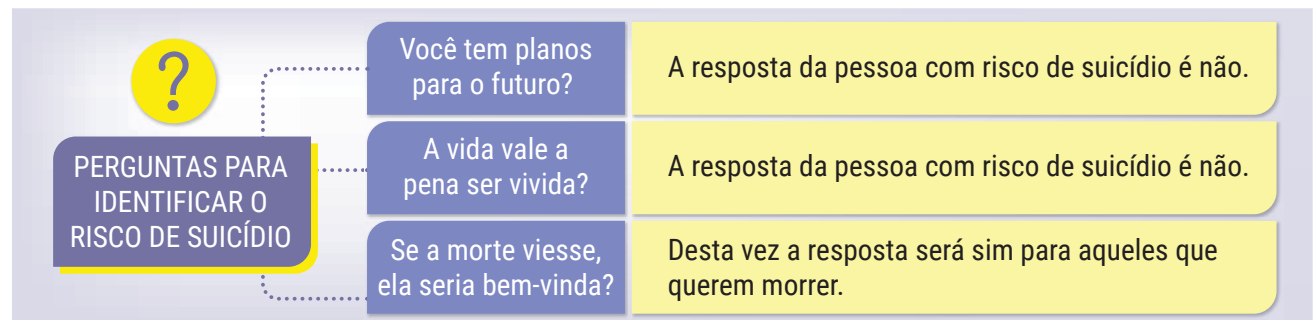 ?
PERGUNTAS PARA
IDENTIFICAR O
RISCO DE SUICÍDIO
Você tem planos
para o futuro?
A resposta da pessoa com risco de suicídio é não.
A vida vale a
pena ser vivida?
A resposta da pessoa com risco de suicídio é não.
Se a morte viesse,
ela seria bem-vinda?
Desta vez a resposta será sim para aqueles que
querem morrer.